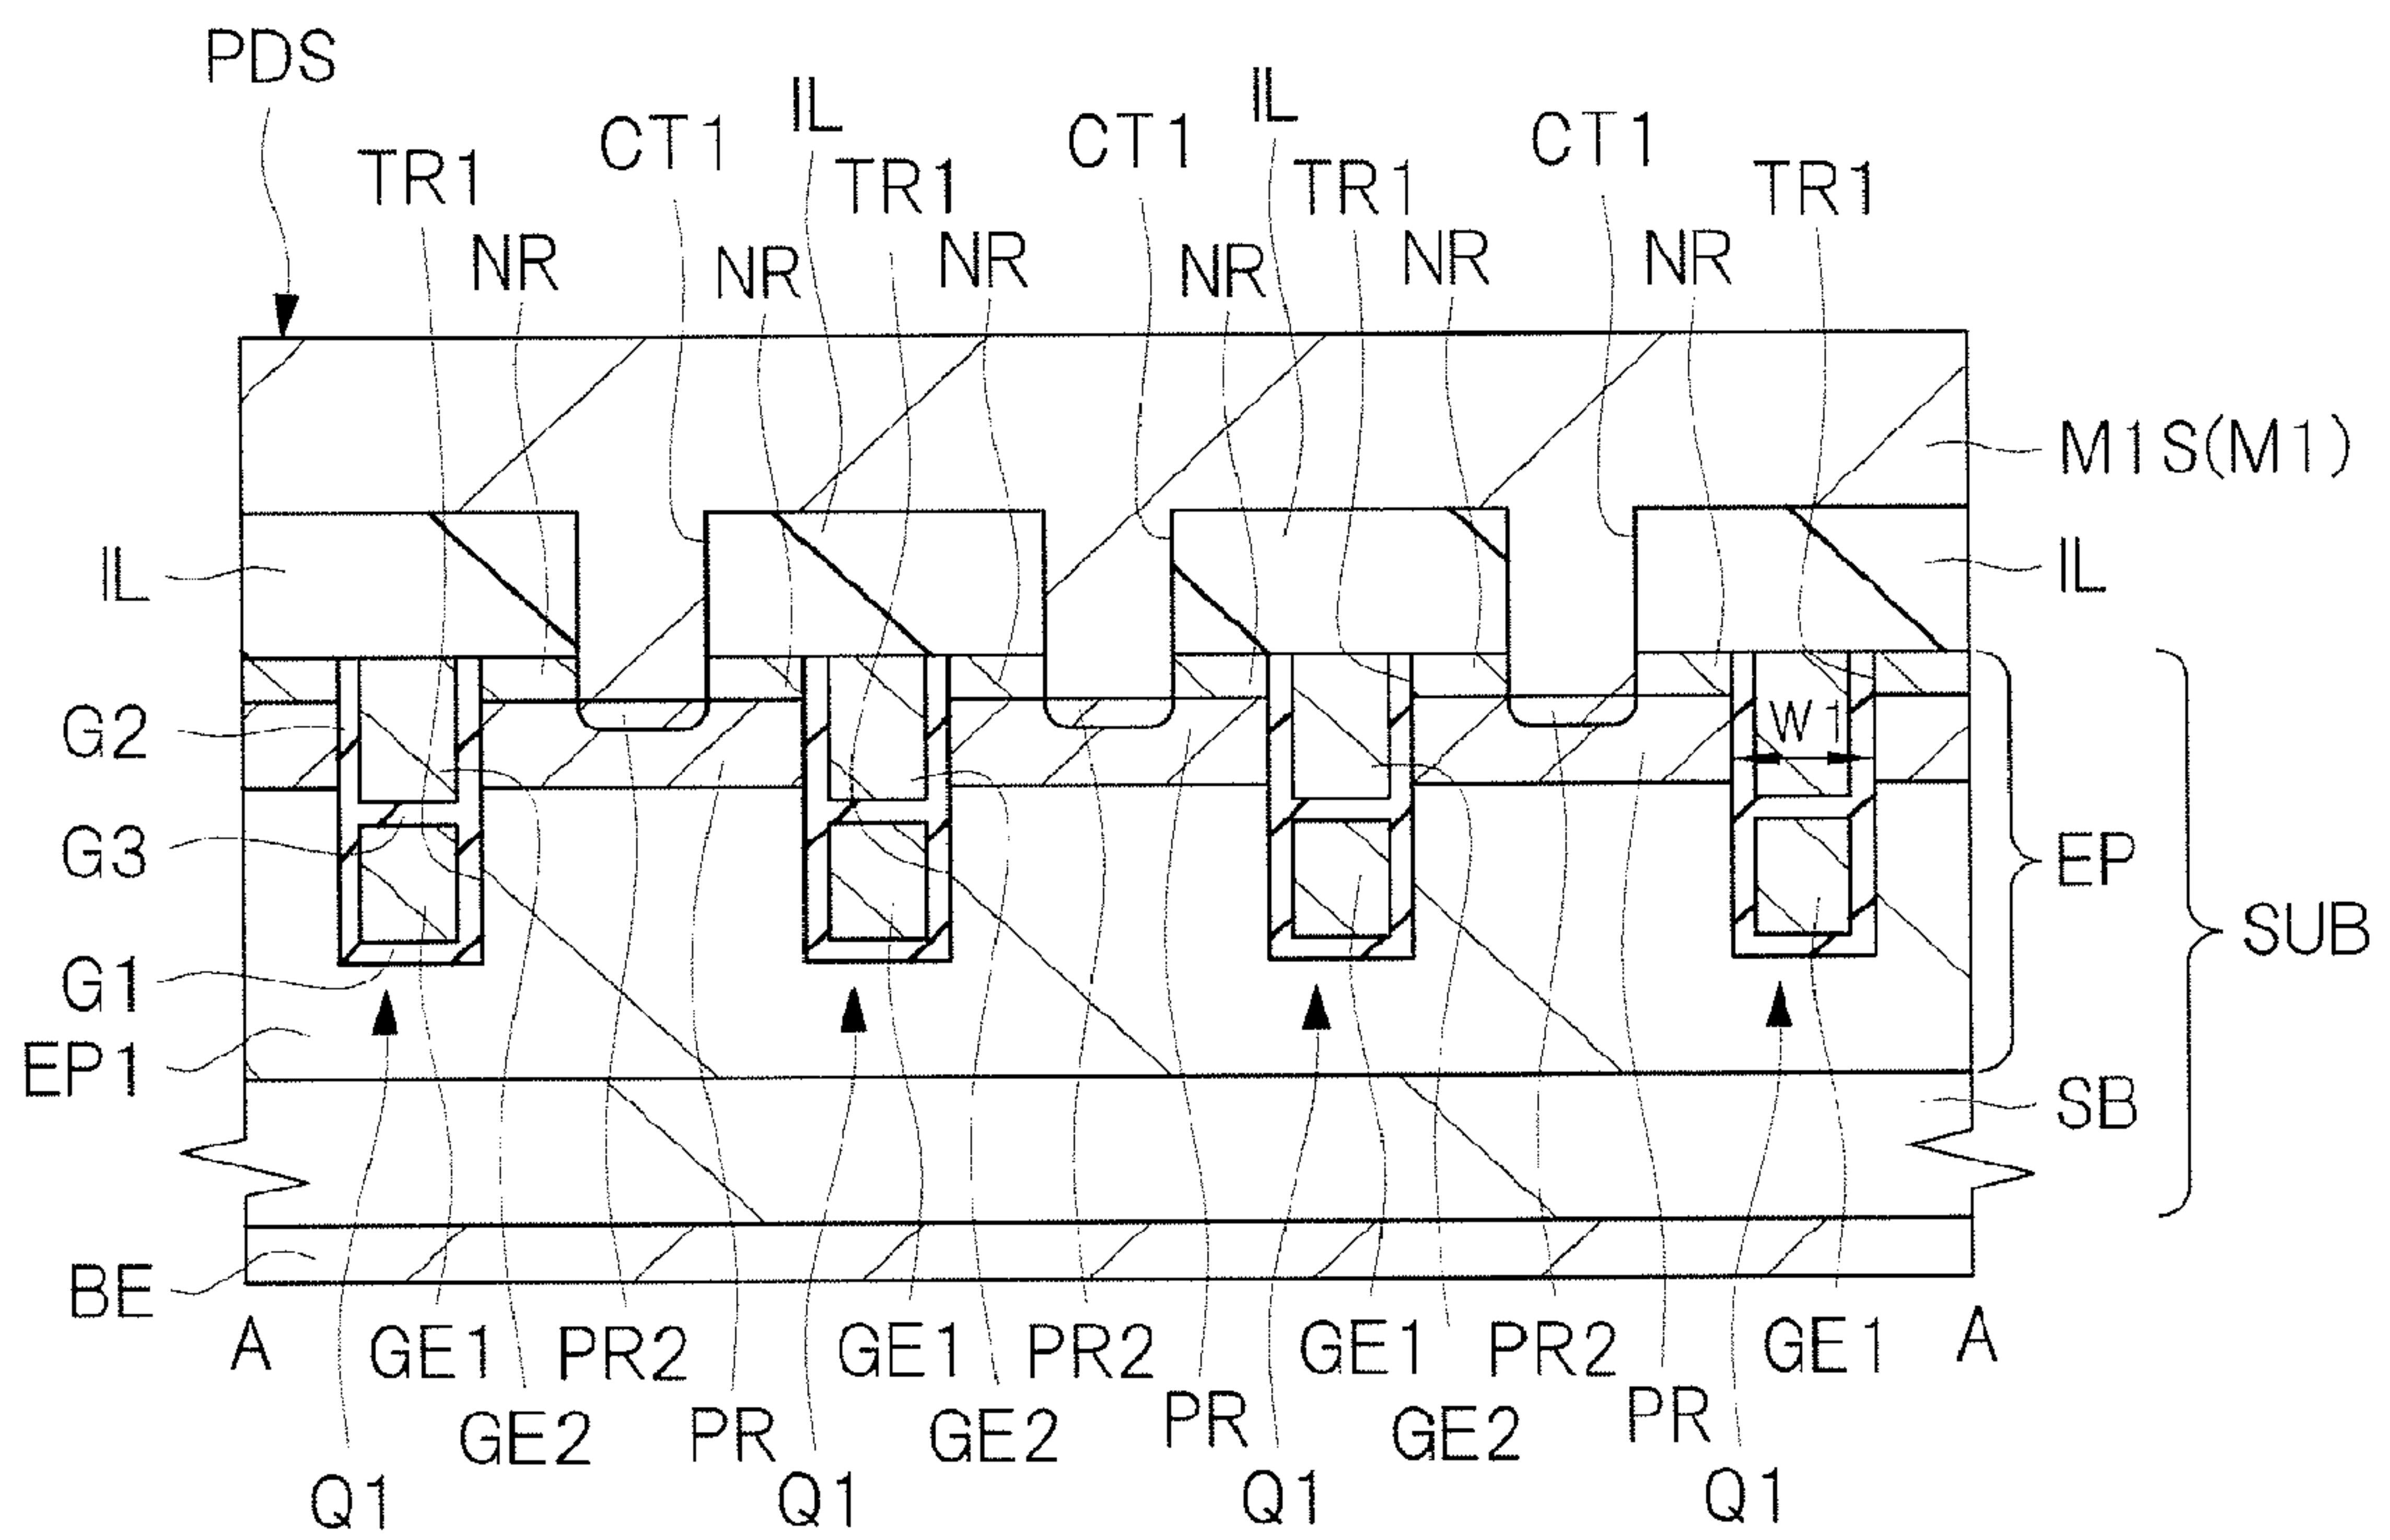 PDS
IL
IL
CT1
CT1
CT1
TR1
TR1
TR1
TR1
NR
NR
NR
NR
NR
NR
M1S(M1)
IL
IL
G2
W1
G3
EP
SUB
G1
EP1
SB
BE
A
GE1
PR2
GE1
PR2
GE1
PR2
GE1
A
GE2
PR
GE2
PR
GE2
PR
Q1
Q1
Q1
Q1